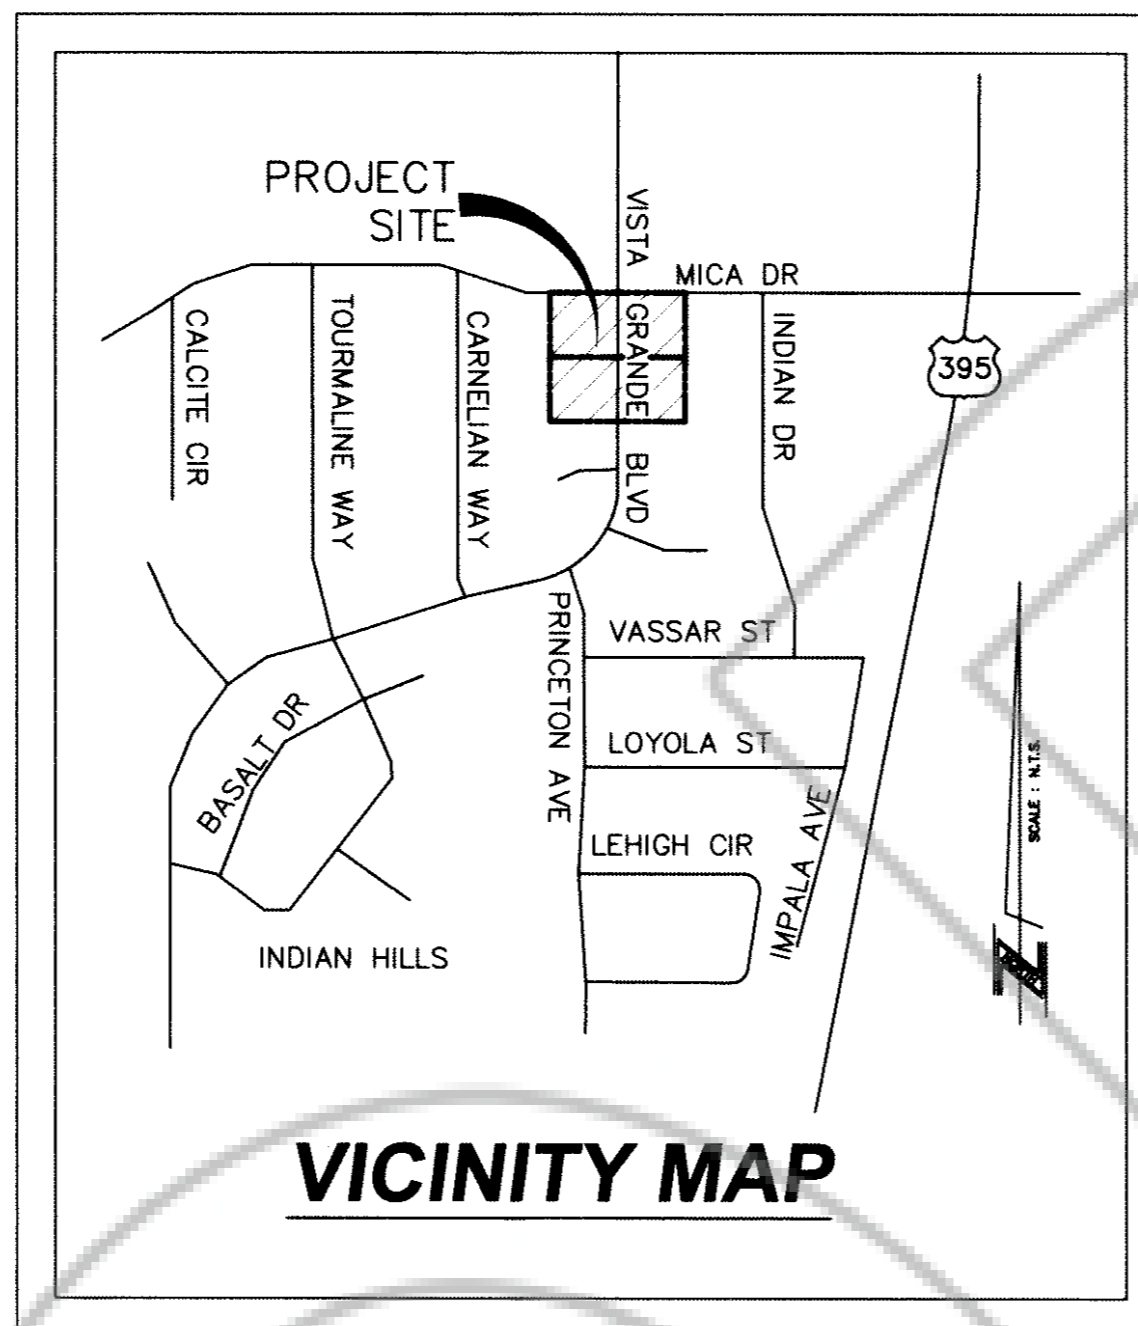 PROJECT
SITE
VISTA GRANDE BLVD
MICA DR
CALCITE CIR
TOURMALINE WAY
CARNELIAN WAY
INDIAN DR
395
PRINCETON AVE
VASSAR ST
BASALT DR
LOYOLA ST
IMPALA AVE
LEHIGH CIR
INDIAN HILLS
SCALE : N.T.S.
VICINITY MAP